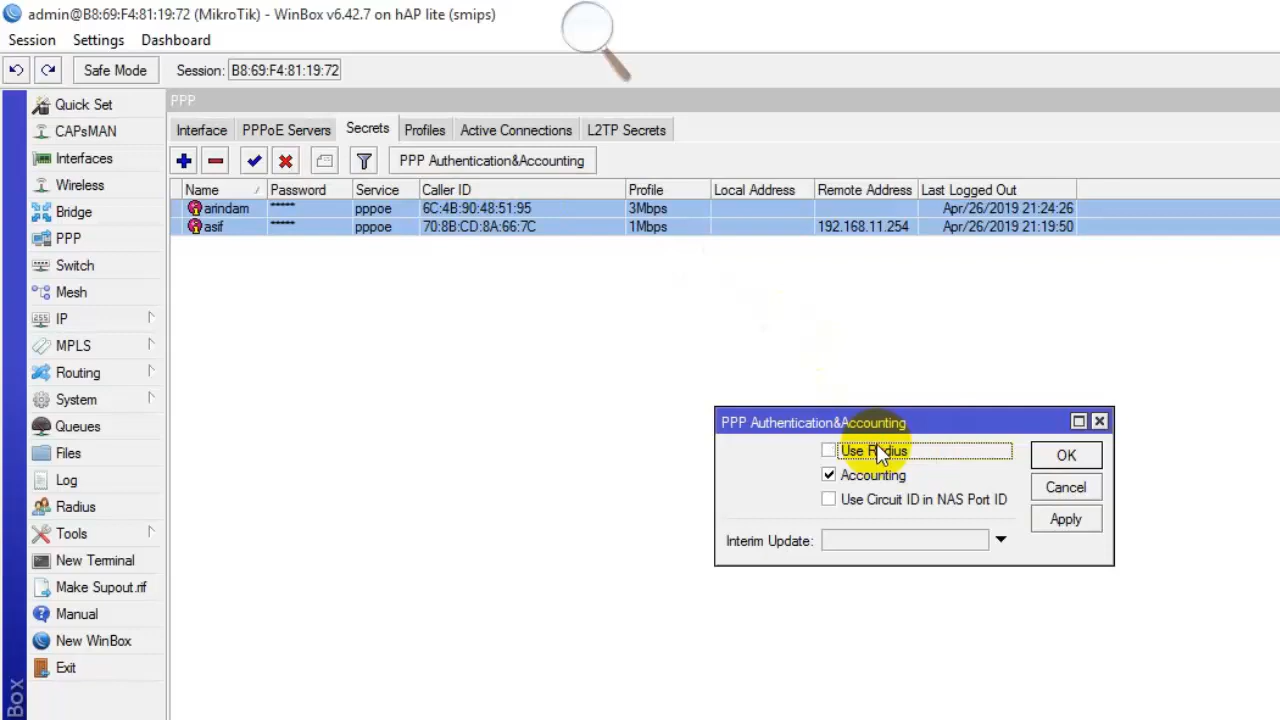 admin@B8:69:F4:81:19:72 (MikroTik) - WinBox v6.42.7 on hAP lite (smips)
Session Settings Dashboard
Safe Mode Session: B8:69:F4:81:19:72
Quick Set
CAPsMAN
Interfaces
Wireless
Bridge
PPP
Switch
Mesh
IP
MPLS
Routing
System
Queues
Files
Log
Radius
Tools
New Terminal
Make Supout.rif
Manual
New WinBox
Exit
Box
PPP
Interface PPPoE Servers Secrets Profiles Active Connections L2TP Secrets
PPP Authentication&Accounting
Name Password Service Caller ID Profile Local Address Remote Address Last Logged Out
arindam ***** pppoe 6C:4B:90:48:51:95 3Mbps Apr/26/2019 21:24:26
asif ***** pppoe 70:8B:CD:8A:66:7C 1Mbps 192.168.11.254 Apr/26/2019 21:19:50
PPP Authentication&Accounting
Use Radius
Accounting
Use Circuit ID in NAS Port ID
Interim Update:
OK
Cancel
Apply